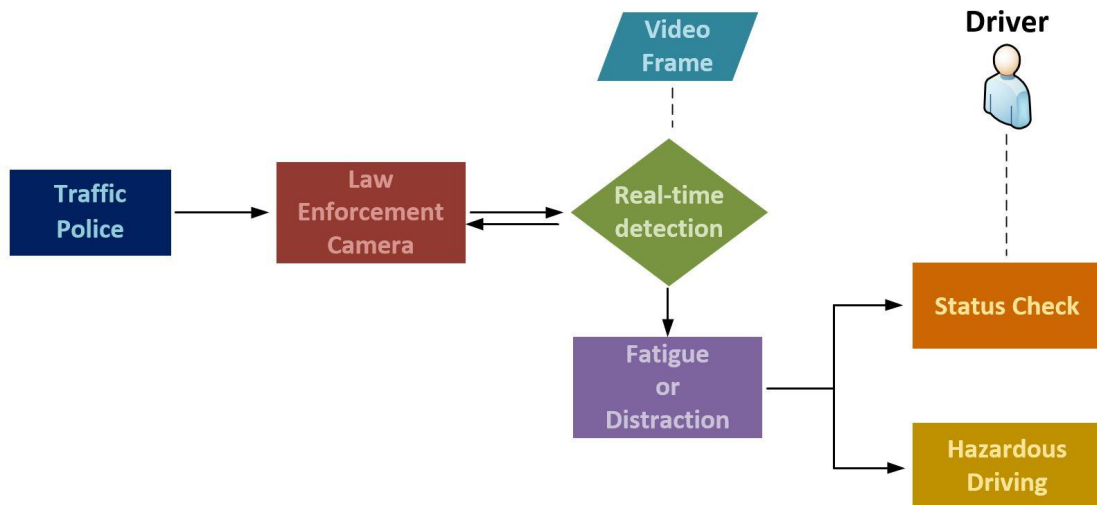 Video
Frame
Driver
Traffic
Police
Law
Enforcement
Camera
Real-time
detection
Status Check
Fatigue
or
Distraction
Hazardous
Driving